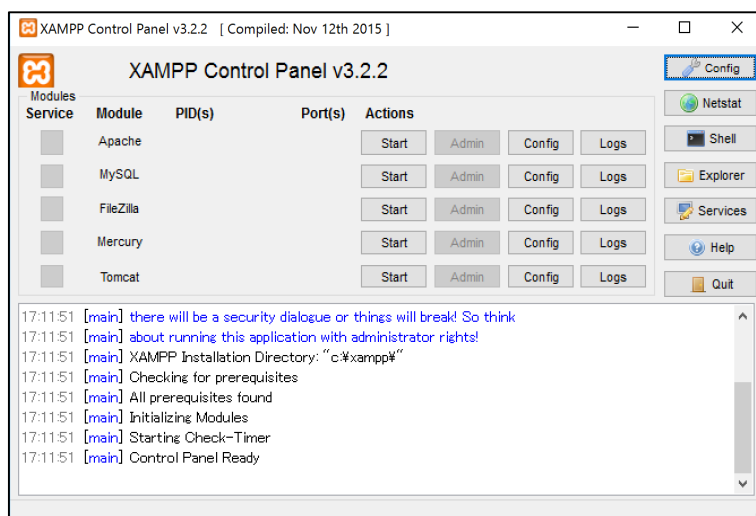 XAMPP Control Panel v3.2.2 [ Compiled: Nov 12th 2015 ]
XAMPP Control Panel v3.2.2
Config
Modules
Netstat
Service Module PID(s) Port(s) Actions
Apache Start Admin Config Logs
Shell
MySQL Start Admin Config Logs
Explorer
FileZilla Start Admin Config Logs
Services
Mercury Start Admin Config Logs
Help
Tomcat Start Admin Config Logs
Quit
17:11:51 [main] there will be a security dialogue or things will break! So think
17:11:51 [main] about running this application with administrator rights!
17:11:51 [main] XAMPP Installation Directory: "c:¥xampp¥"
17:11:51 [main] Checking for prerequisites
17:11:51 [main] All prerequisites found
17:11:51 [main] Initializing Modules
17:11:51 [main] Starting Check-Timer
17:11:51 [main] Control Panel Ready